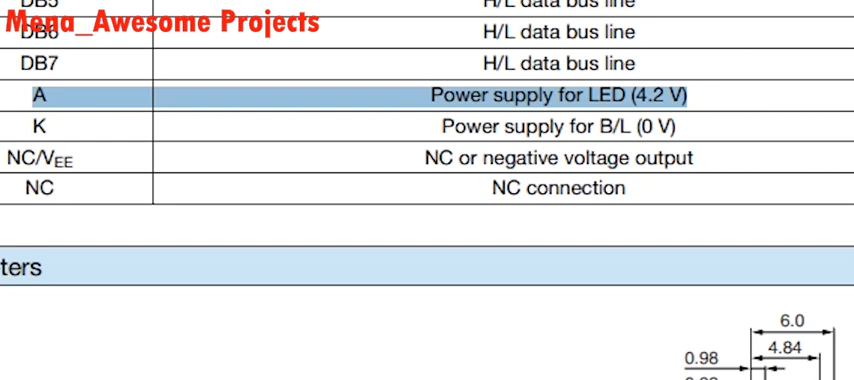 DB5 H/L data bus line
Mena_Awesome Projects
DB6 H/L data bus line
DB7 H/L data bus line
A Power supply for LED (4.2 V)
K Power supply for B/L (0 V)
NC/VEE NC or negative voltage output
NC NC connection
ters
6.0
4.84
0.98